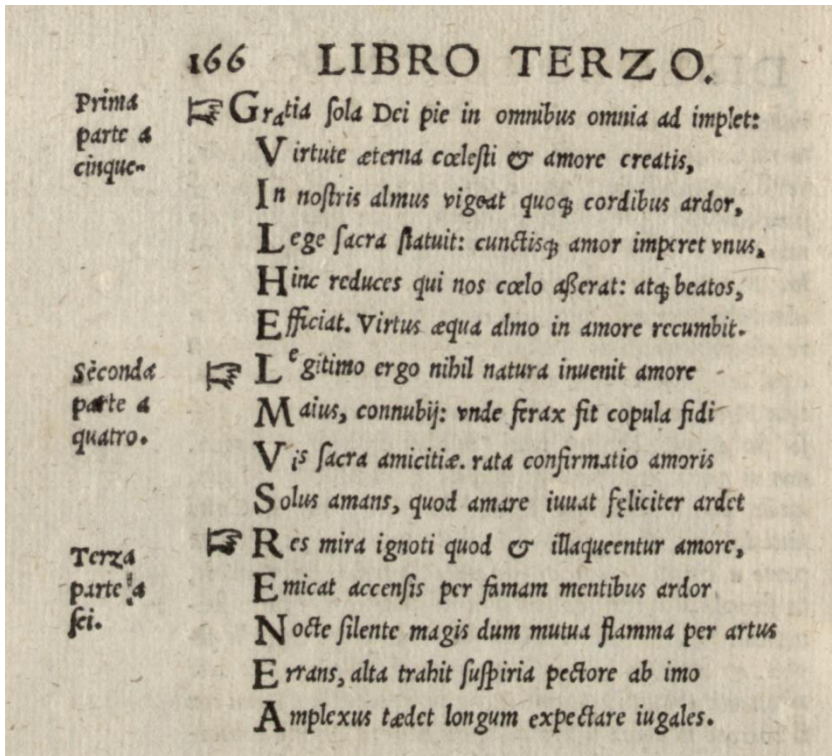 166 LIBRO TERZO.
Prima
parte a
cinque-
☞ Gratia ſola Dei pie in omnibus omnia ad implet:
Virtute æterna cœleſti & amore creatis,
In noſtris almus vigeat quoq; cordibus ardor,
Lege ſacra ſtatuit: cunctisq; amor imperet vnus,
Hinc reduces qui nos cœlo aßerat: atq; beatos,
Efficiat. Virtus æqua almo in amore recumbit.
Sèconda
parte a
quatro.
☞ Legitimo ergo nihil natura inuenit amore
Maius, connubij: vnde ferax fit copula fidi
Vis ſacra amicitiæ. rata confirmatio amoris
Solus amans, quod amare iuuat fęliciter ardet
Terza
parte a
ſei.
☞ Res mira ignoti quod & illaqueentur amore,
Emicat accenſis per famam mentibus ardor
Nocte ſilente magis dum mutua flamma per artus
Errans, alta trahit ſuſpiria pectore ab imo
Amplexus tædet longum expectare iugales.